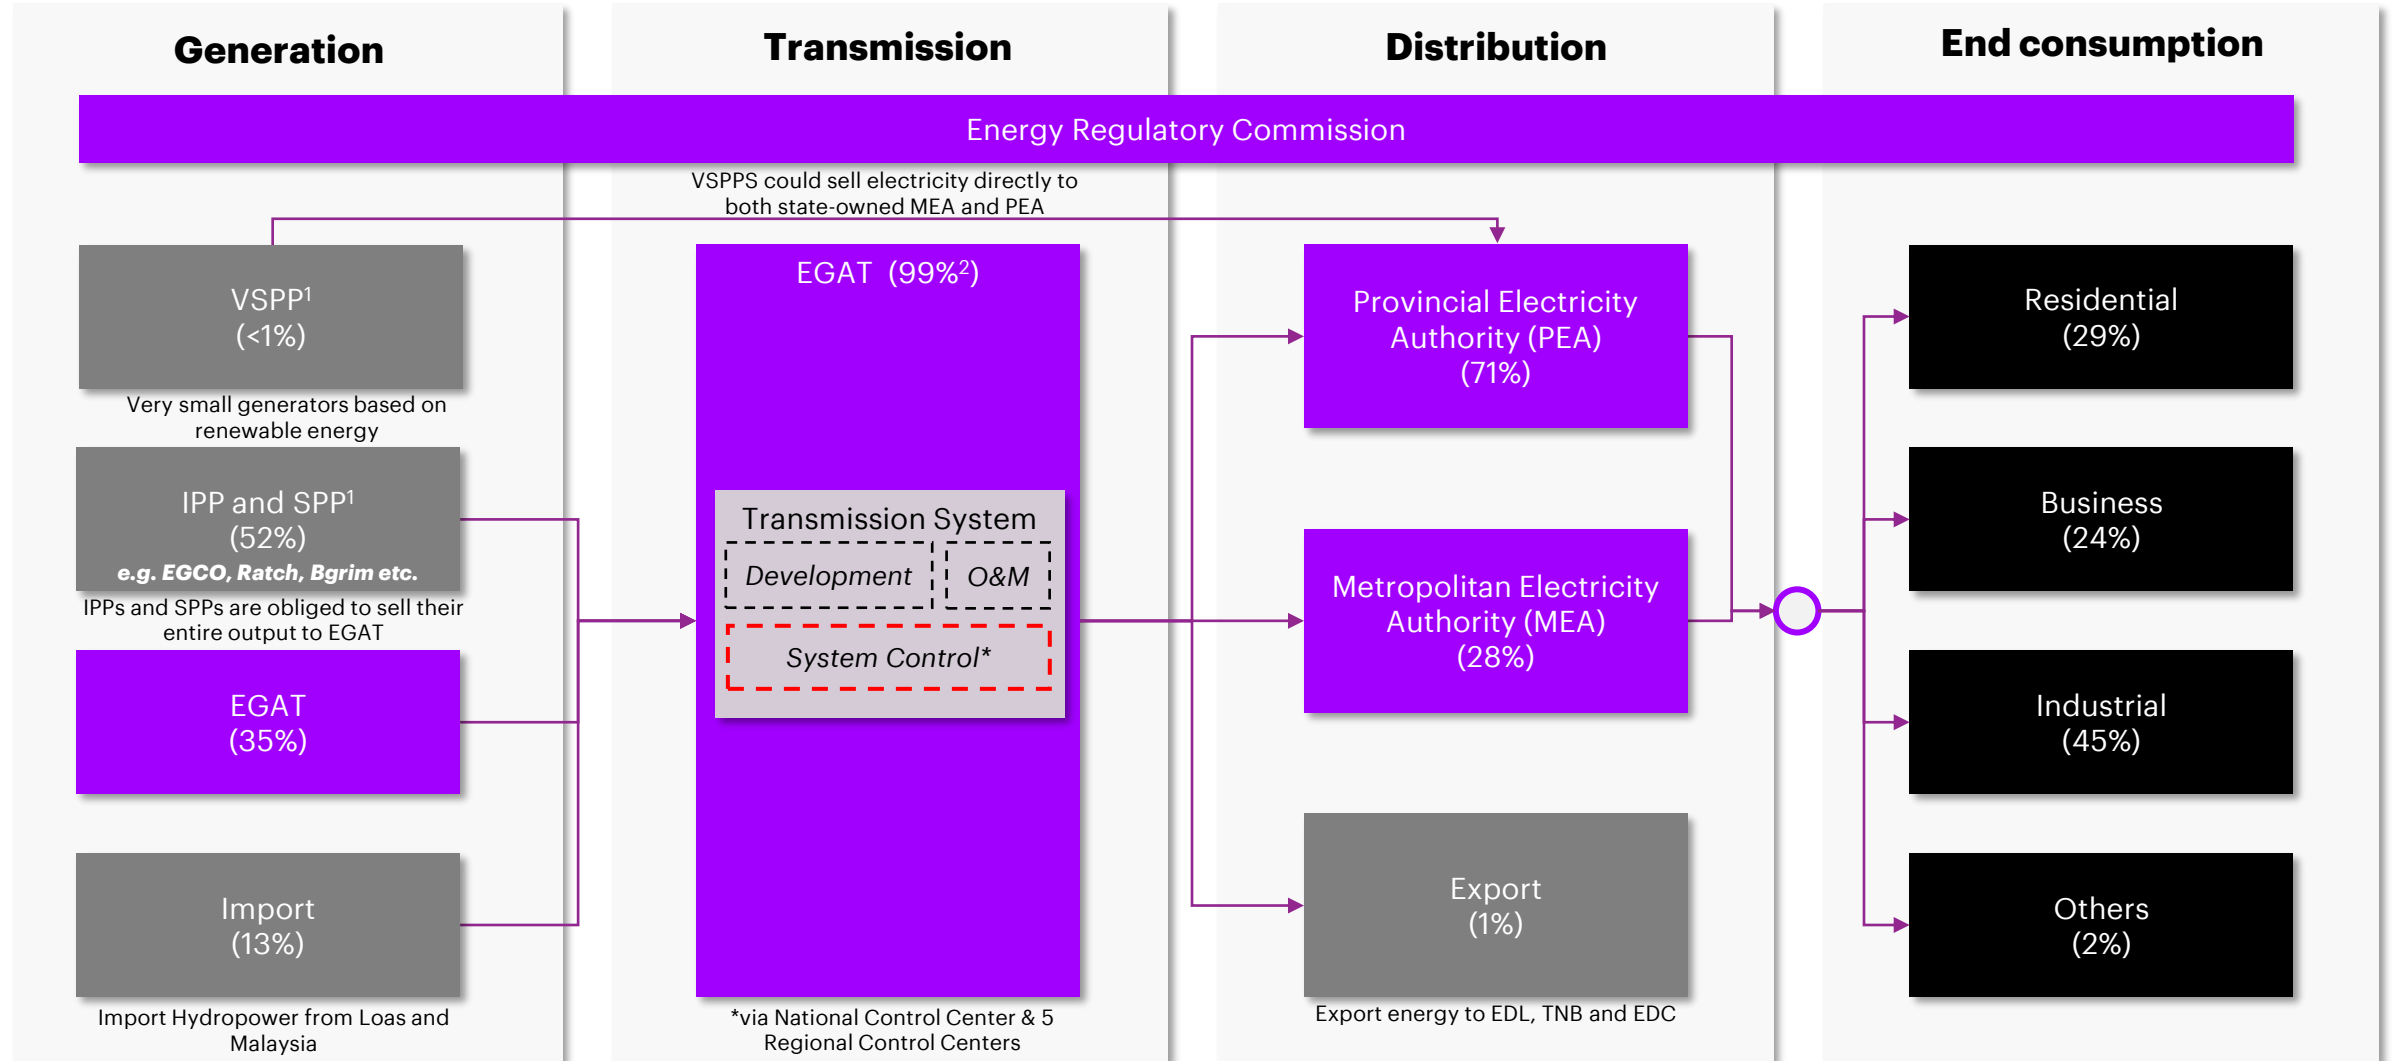 Generation
Transmission
Distribution
End consumption
Energy Regulatory Commission
VSPPS could sell electricity directly to
both state-owned MEA and PEA
VSPP¹
(<1%)
Very small generators based on
renewable energy
IPP and SPP¹
(52%)
e.g. EGCO, Ratch, Bgrim etc.
IPPs and SPPs are obliged to sell their
entire output to EGAT
EGAT
(35%)
Import
(13%)
Import Hydropower from Loas and
Malaysia
EGAT (99%²)
Transmission System
Development
O&M
System Control*
*via National Control Center & 5
Regional Control Centers
Provincial Electricity
Authority (PEA)
(71%)
Metropolitan Electricity
Authority (MEA)
(28%)
Export
(1%)
Export energy to EDL, TNB and EDC
Residential
(29%)
Business
(24%)
Industrial
(45%)
Others
(2%)